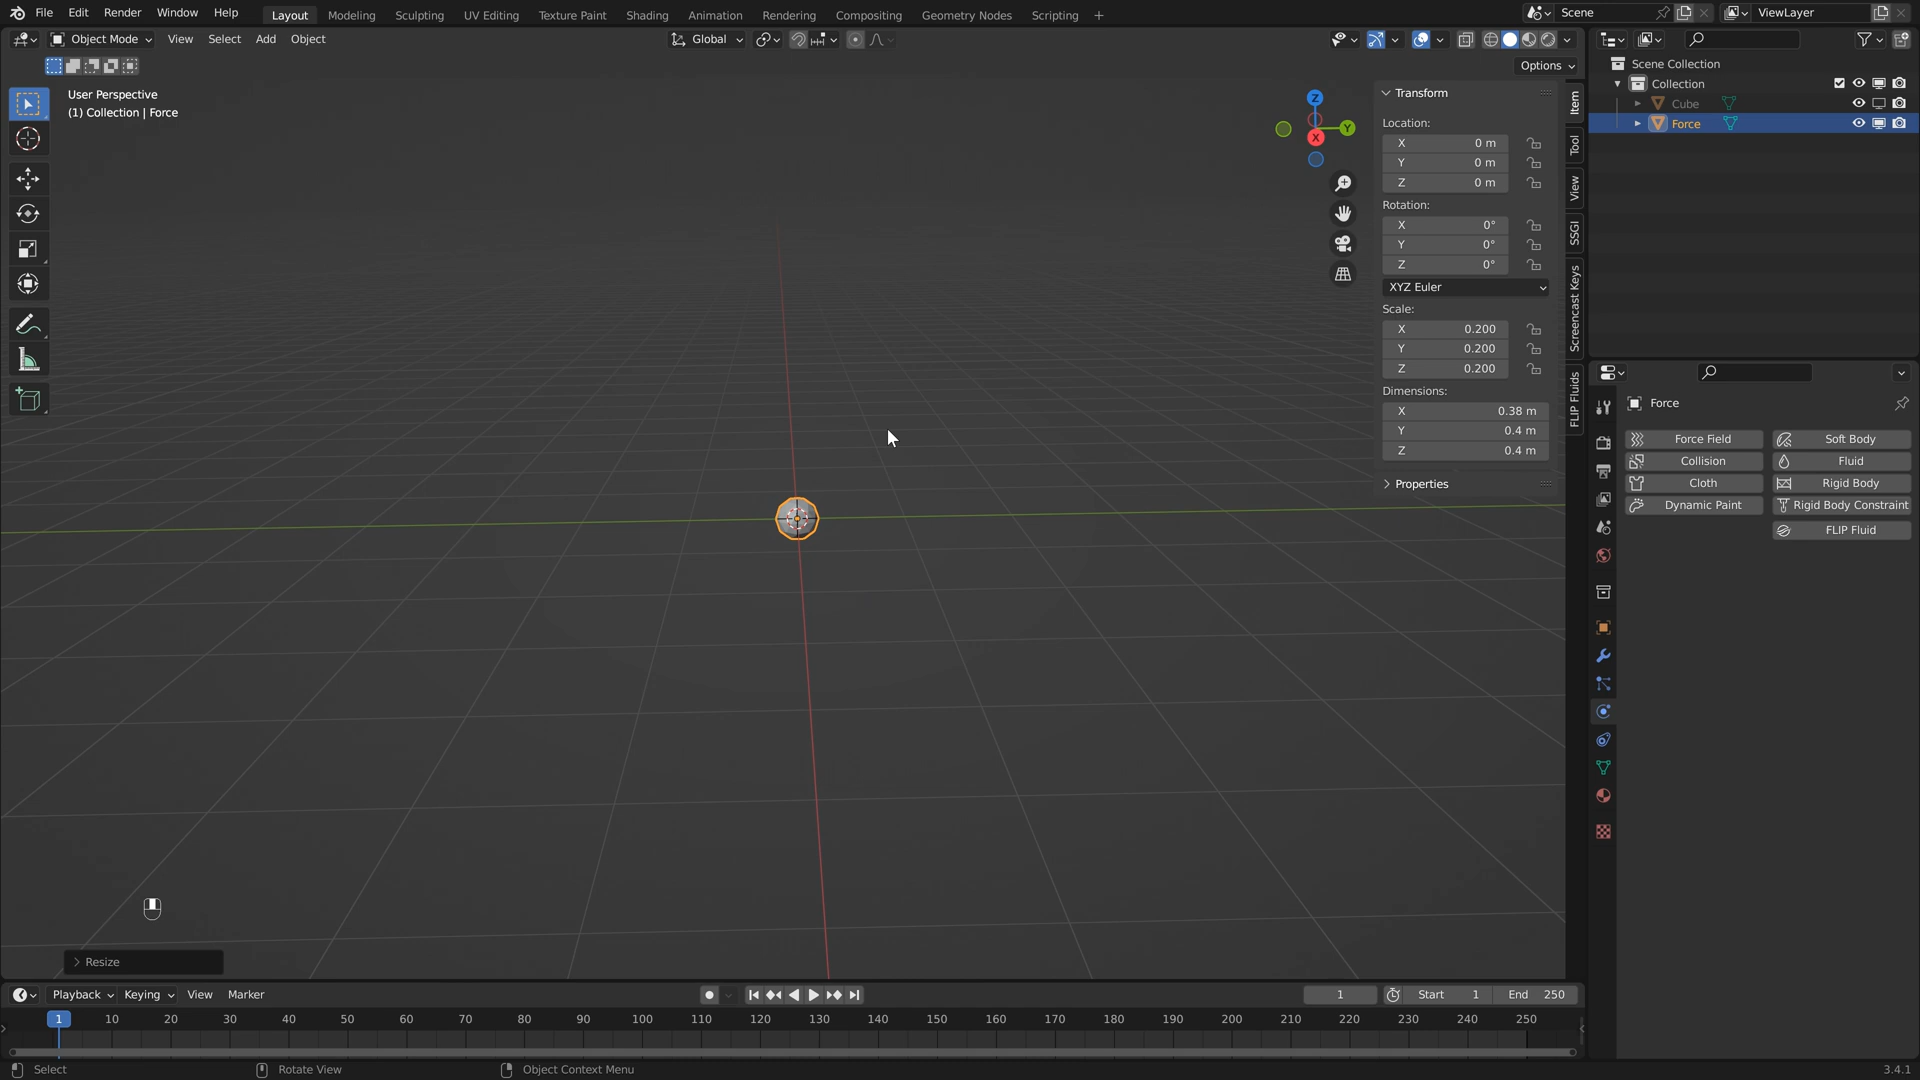 File Edit Render Window Help Layout Modeling Sculpting UV Editing Texture Paint Shading Animation Rendering Compositing Geometry Nodes Scripting + Scene ViewLayer
Object Mode View Select Add Object Global
Options
User Perspective
(1) Collection | Force
Z
Y
X
Transform
Location:
X 0 m
Y 0 m
Z 0 m
Rotation:
X 0°
Y 0°
Z 0°
XYZ Euler
Scale:
X 0.200
Y 0.200
Z 0.200
Dimensions:
X 0.38 m
Y 0.4 m
Z 0.4 m
Properties
Item
Tool
View
SSGI
Screencast Keys
FLIP Fluids
Scene Collection
Collection
Cube
Force
Force
Force Field Soft Body
Collision Fluid
Cloth Rigid Body
Dynamic Paint Rigid Body Constraint
FLIP Fluid
Resize
Playback Keying View Marker 1 Start 1 End 250
1 10 20 30 40 50 60 70 80 90 100 110 120 130 140 150 160 170 180 190 200 210 220 230 240 250
Select Rotate View Object Context Menu 3.4.1